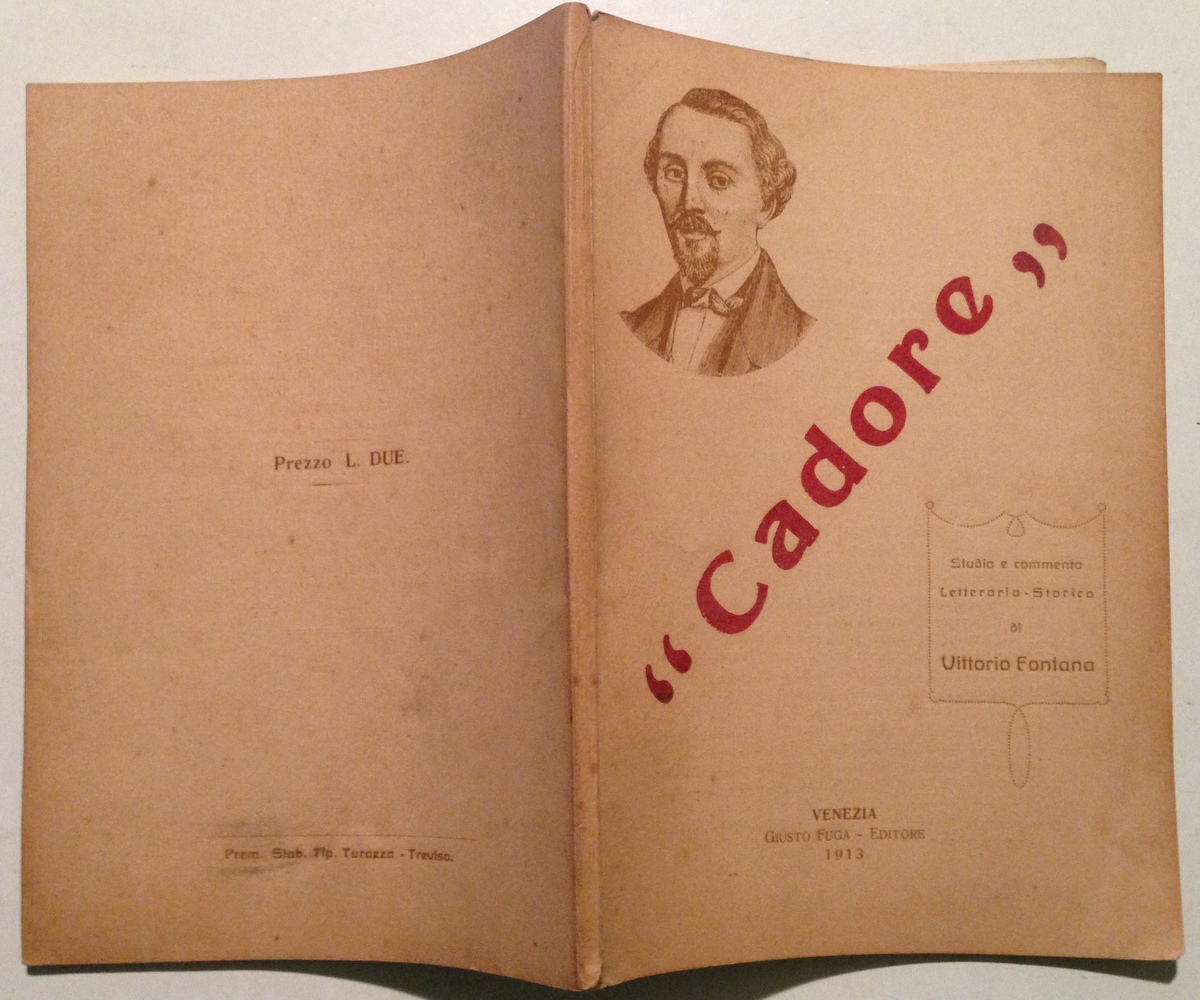 Prezzo L. DUE.
Prem. Stab. Tip. Turazza - Treviso.
“ Cadore ”
Studio e commento
Letterario - Storico
di
Vittorio Fontana
VENEZIA
GIUSTO FUGA - EDITORE
1913